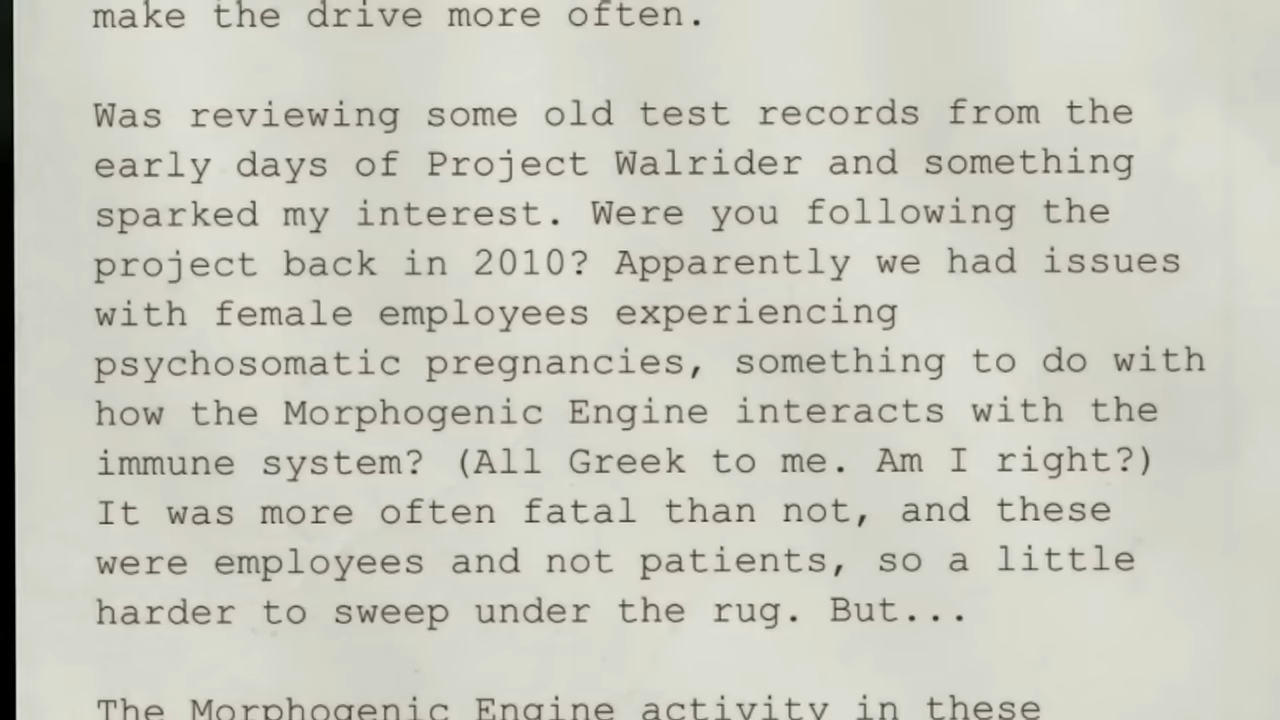 make the drive more often.
Was reviewing some old test records from the
early days of Project Walrider and something
sparked my interest. Were you following the
project back in 2010? Apparently we had issues
with female employees experiencing
psychosomatic pregnancies, something to do with
how the Morphogenic Engine interacts with the
immune system? (All Greek to me. Am I right?)
It was more often fatal than not, and these
were employees and not patients, so a little
harder to sweep under the rug. But...
The Morphogenic Engine activity in these